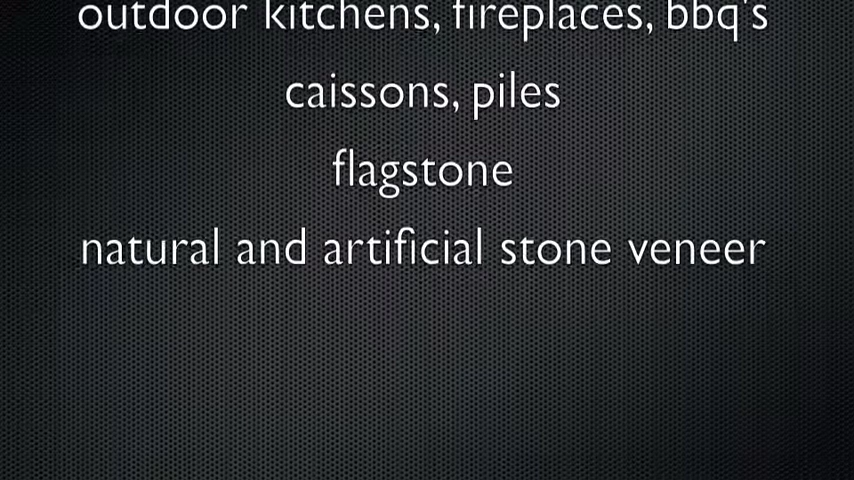 outdoor kitchens, fireplaces, bbq's
caissons, piles
flagstone
natural and artificial stone veneer